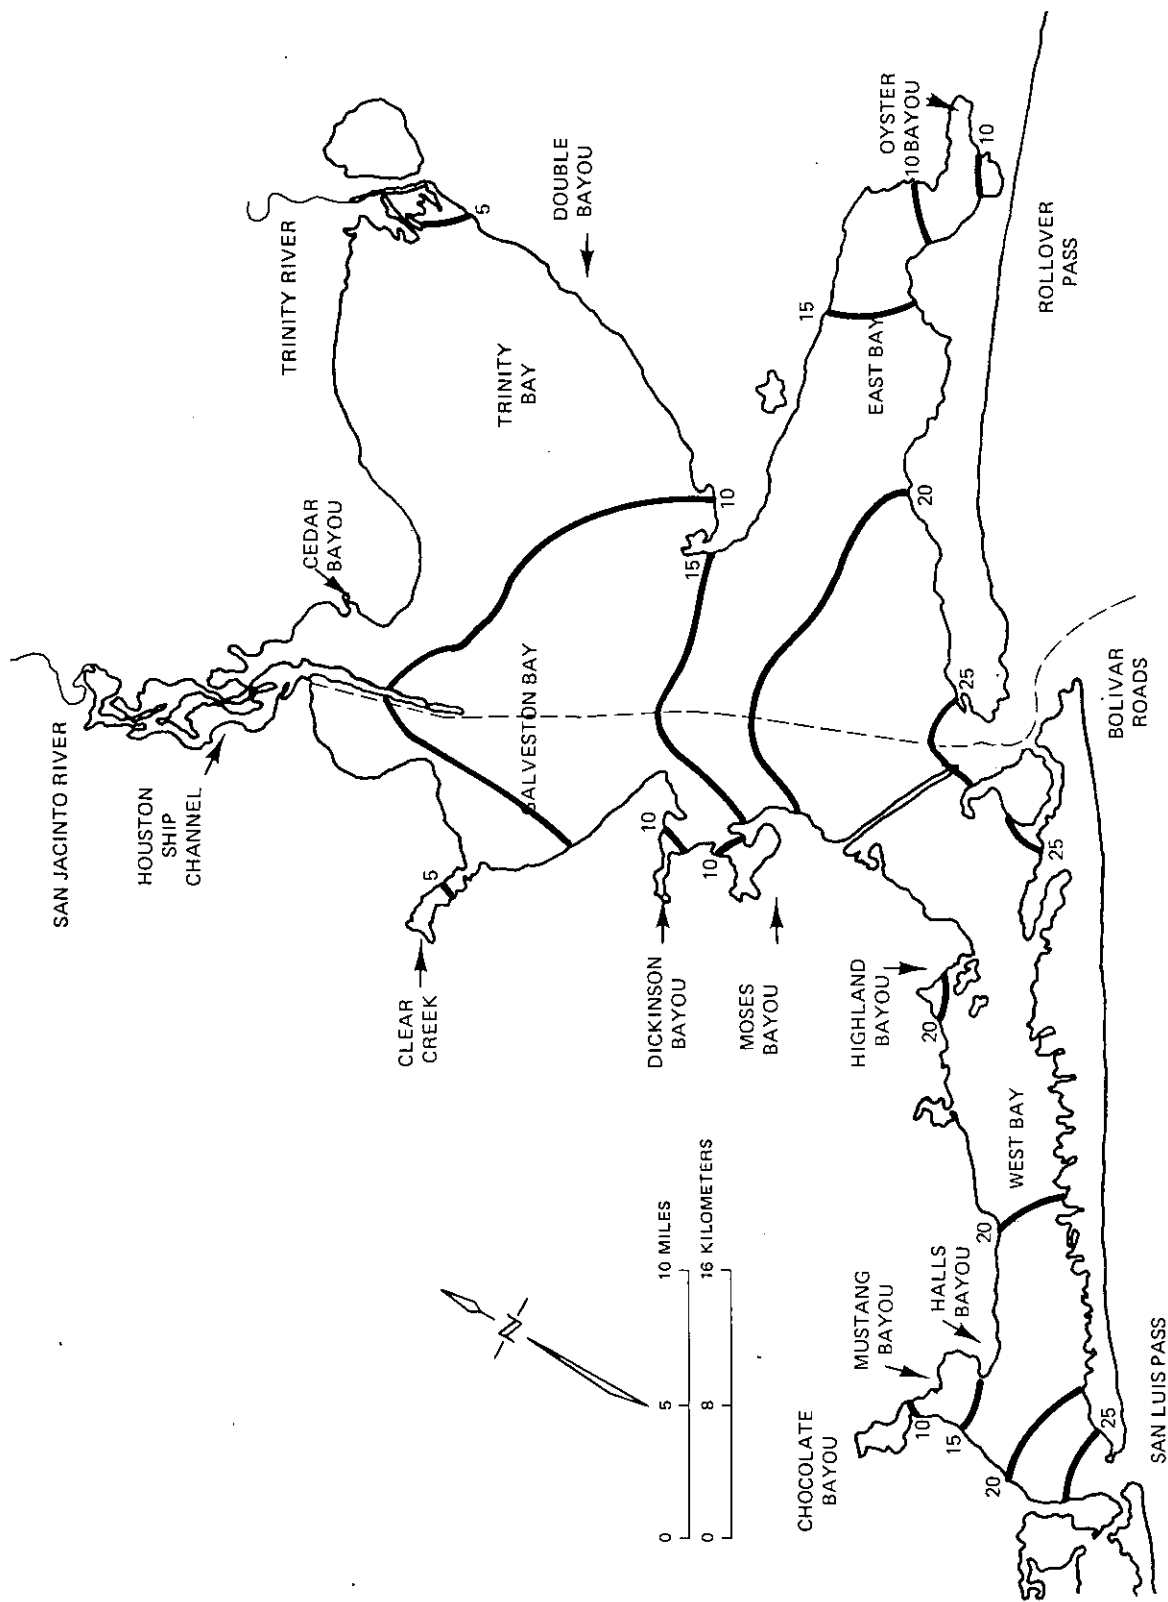 SAN JACINTO RIVER
HOUSTON
SHIP
CHANNEL
CEDAR
BAYOU
TRINITY RIVER
5
DOUBLE
BAYOU
TRINITY
BAY
CLEAR
CREEK
5
GALVESTON BAY
10
15
DICKINSON
BAYOU
10
MOSES
BAYOU
10
OYSTER
BAYOU
10
10
15
EAST BAY
20
ROLLOVER
PASS
25
BOLIVAR
ROADS
25
HIGHLAND
BAYOU
20
WEST BAY
20
HALLS
BAYOU
MUSTANG
BAYOU
CHOCOLATE
BAYOU
10
15
20
25
SAN LUIS PASS
N
0 5 10 MILES
0 8 16 KILOMETERS